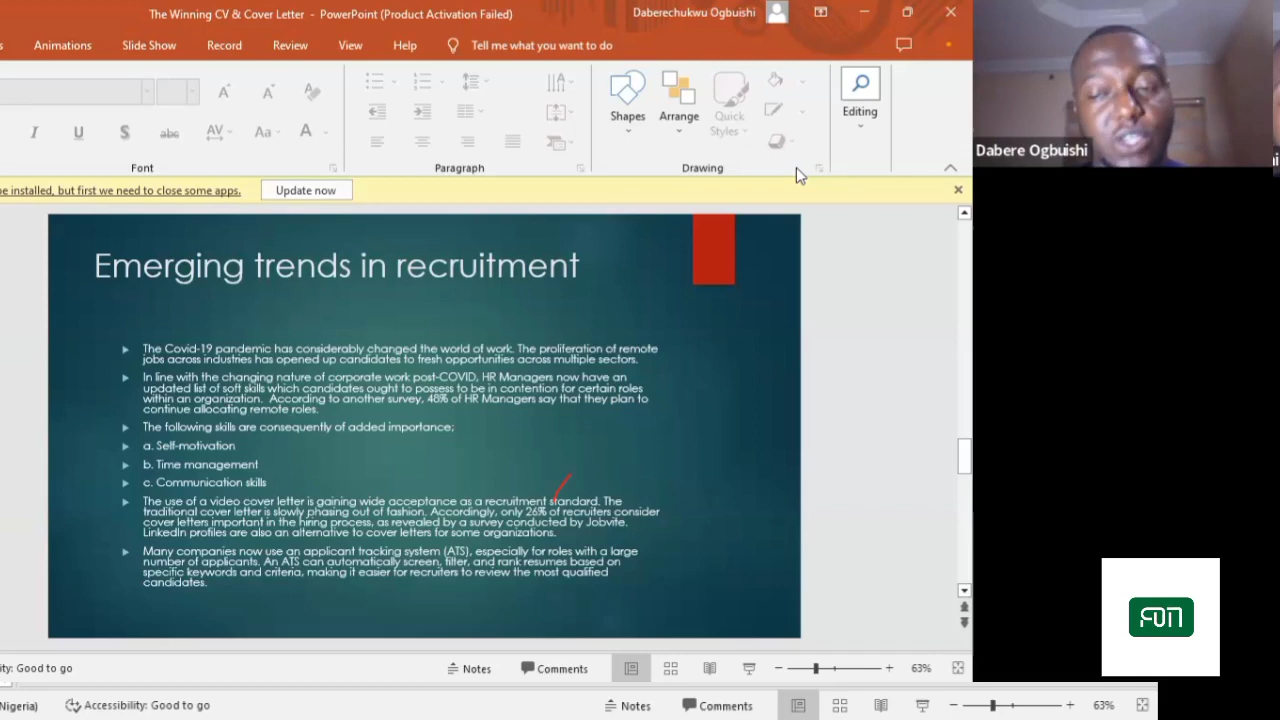 The Winning CV & Cover Letter - PowerPoint (Product Activation Failed)
Daberechukwu Ogbuishi
Animations
Slide Show
Record
Review
View
Help
Tell me what you want to do
I
U
S
abc
AV
Aa
A
Shapes
Arrange
Quick
Styles
Editing
Font
Paragraph
Drawing
be installed, but first we need to close some apps.
Update now
Dabere Ogbuishi
Emerging trends in recruitment
The Covid-19 pandemic has considerably changed the world of work. The proliferation of remote
jobs across industries has opened up candidates to fresh opportunities across multiple sectors.
In line with the changing nature of corporate work post-COVID, HR Managers now have an
updated list of soft skills which candidates ought to possess to be in contention for certain roles
within an organization. According to another survey, 48% of HR Managers say that they plan to
continue allocating remote roles.
The following skills are consequently of added importance;
a. Self-motivation
b. Time management
c. Communication skills
The use of a video cover letter is gaining wide acceptance as a recruitment standard. The
traditional cover letter is slowly phasing out of fashion. Accordingly, only 26% of recruiters consider
cover letters important in the hiring process, as revealed by a survey conducted by Jobvite.
LinkedIn profiles are also an alternative to cover letters for some organizations.
Many companies now use an applicant tracking system (ATS), especially for roles with a large
number of applicants. An ATS can automatically screen, filter, and rank resumes based on
specific keywords and criteria, making it easier for recruiters to review the most qualified
candidates.
ity: Good to go
Notes
Comments
63%
Nigeria)
Accessibility: Good to go
Notes
Comments
63%